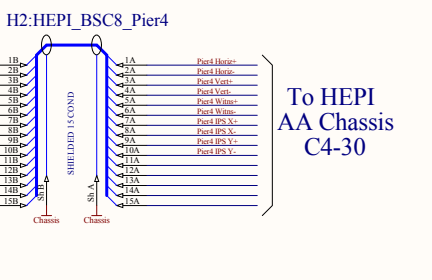 H2:HEPI_BSC8_Pier4
1B 1A Pier4 Horiz+
2B 2A Pier4 Horiz-
3B 3A Pier4 Vert+
4B 4A Pier4 Vert-
5B 5A Pier4 Witns+
6B 6A Pier4 Witns-
7B 7A Pier4 IPS X+
8B 8A Pier4 IPS X-
9B 9A Pier4 IPS Y+
10B 10A Pier4 IPS Y-
11B 11A
12B 12A
13B 13A
14B 14A
15B 15A
SHIELDED 15 COND
Sh B
Sh A
Chassis
Chassis
To HEPI
AA Chassis
C4-30